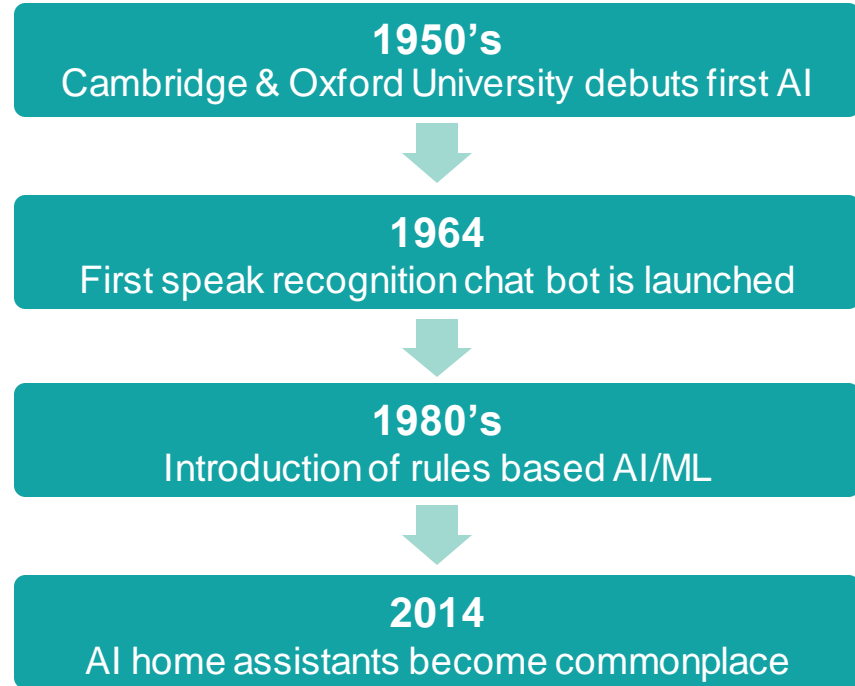 1950’s
Cambridge & Oxford University debuts first AI
1964
First speak recognition chat bot is launched
1980’s
Introduction of rules based AI/ML
2014
AI home assistants become commonplace